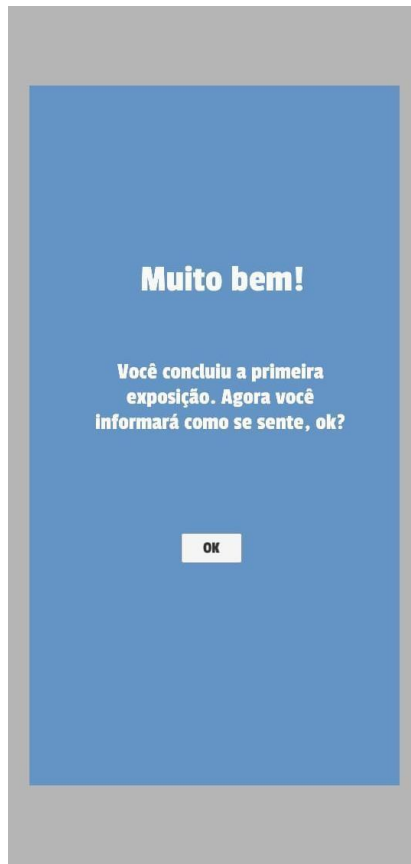 Muito bem!
Você concluiu a primeira
exposição. Agora você
informará como se sente, ok?
OK